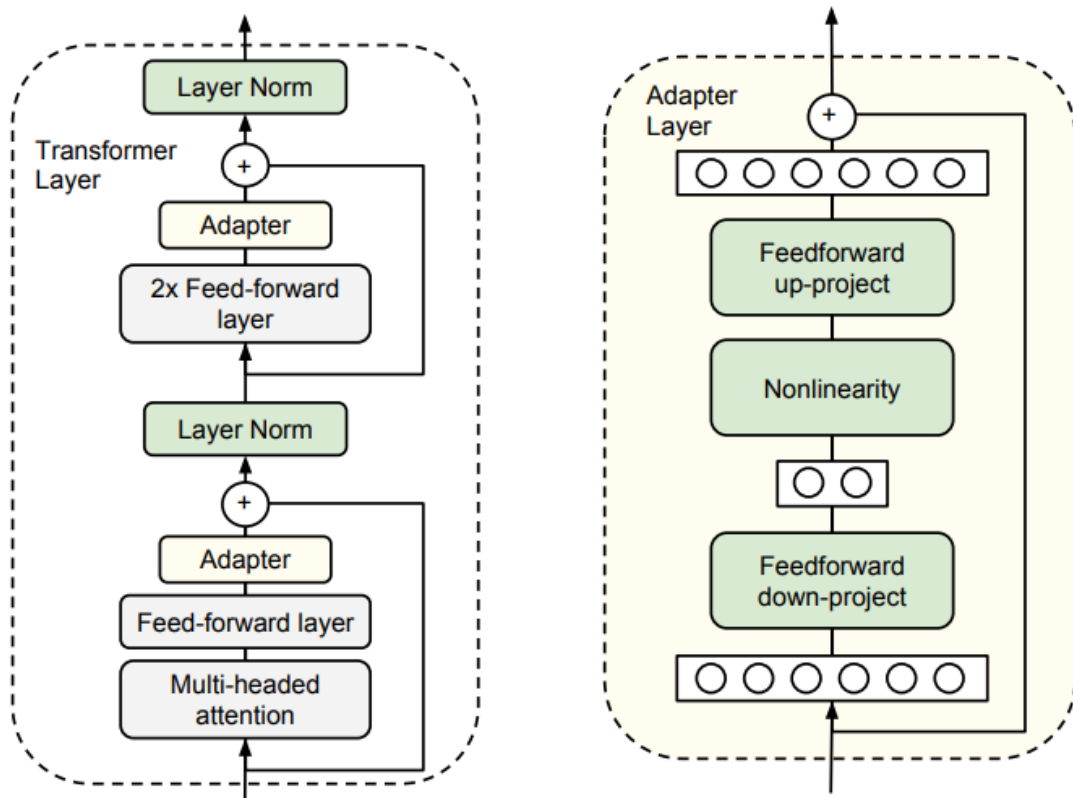 Layer Norm
+
Transformer
Layer
Adapter
2x Feed-forward
layer
Layer Norm
+
Adapter
Feed-forward layer
Multi-headed
attention
Adapter
Layer
+
Feedforward
up-project
Nonlinearity
Feedforward
down-project